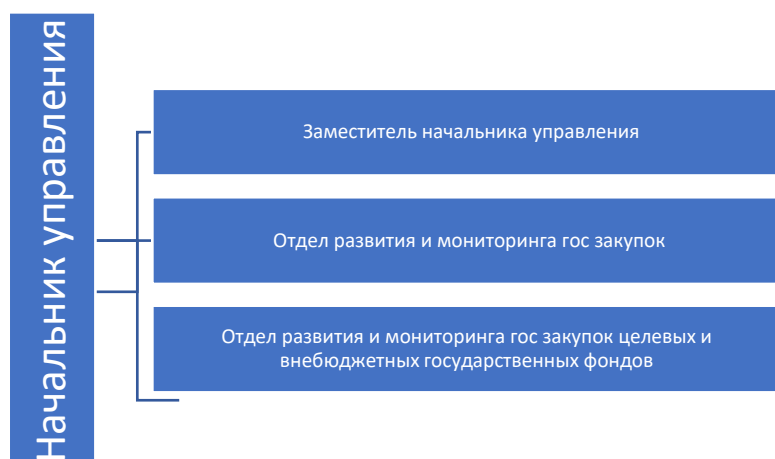 Начальник управления
Заместитель начальника управления
Отдел развития и мониторинга гос закупок
Отдел развития и мониторинга гос закупок целевых и
внебюджетных государственных фондов